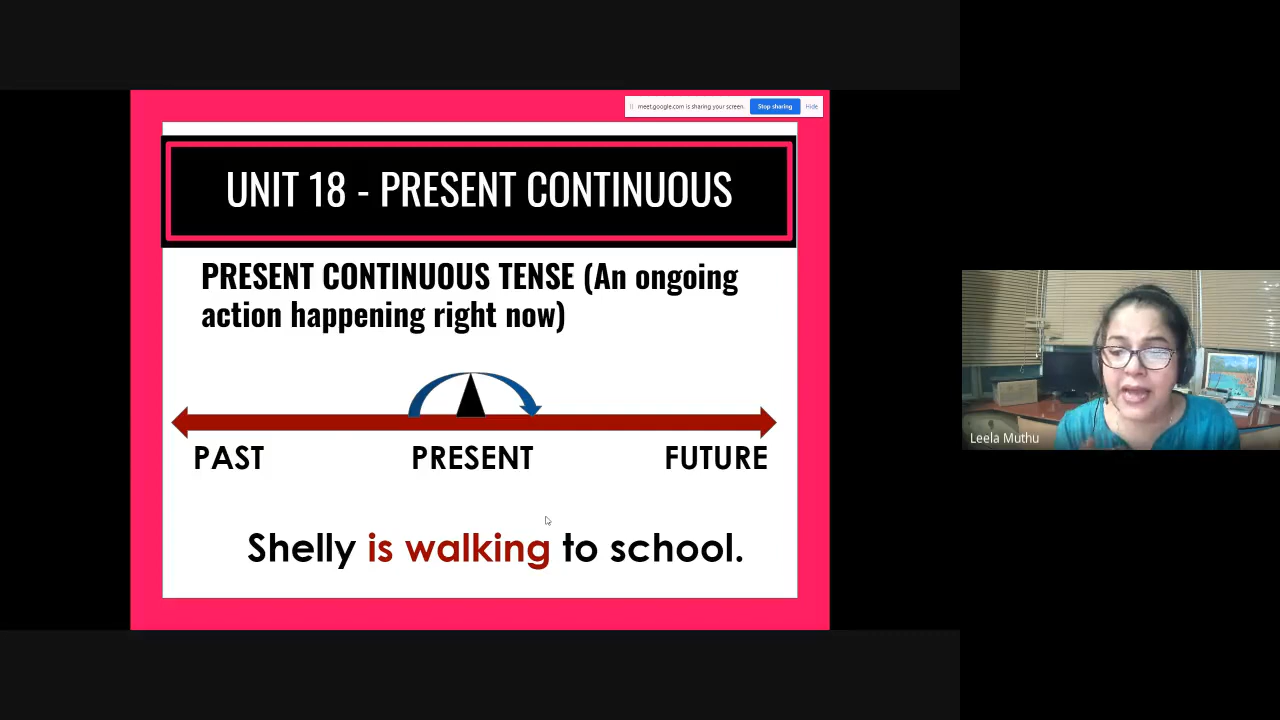 meet.google.com is sharing your screen. Stop sharing Hide
UNIT 18 - PRESENT CONTINUOUS
PRESENT CONTINUOUS TENSE (An ongoing
action happening right now)
PAST PRESENT FUTURE
Shelly is walking to school.
Leela Muthu